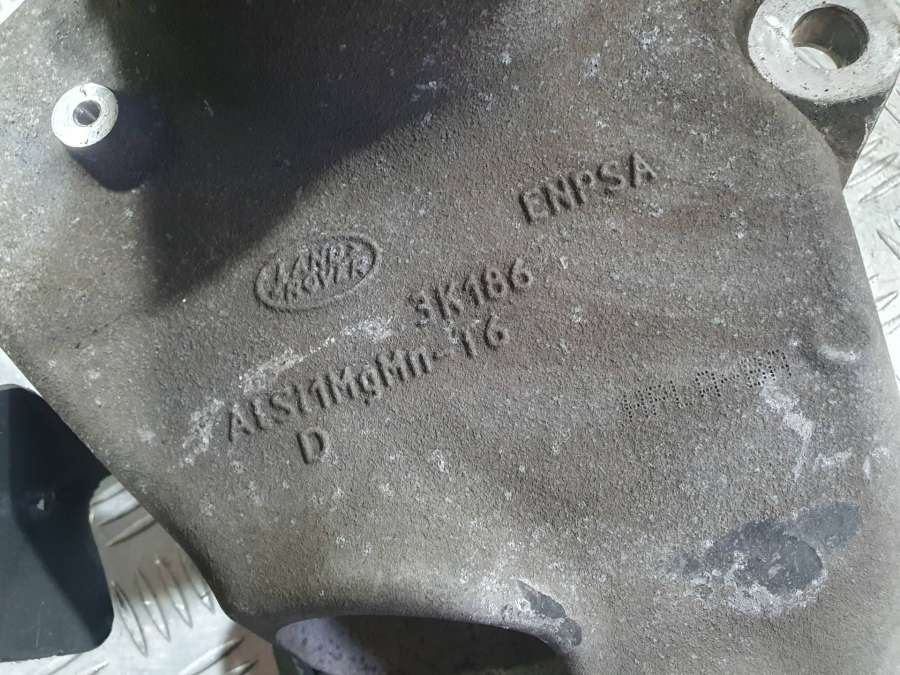 ENPSA
LAND
ROVER
3K186
ALSI1MgMn-T6
D